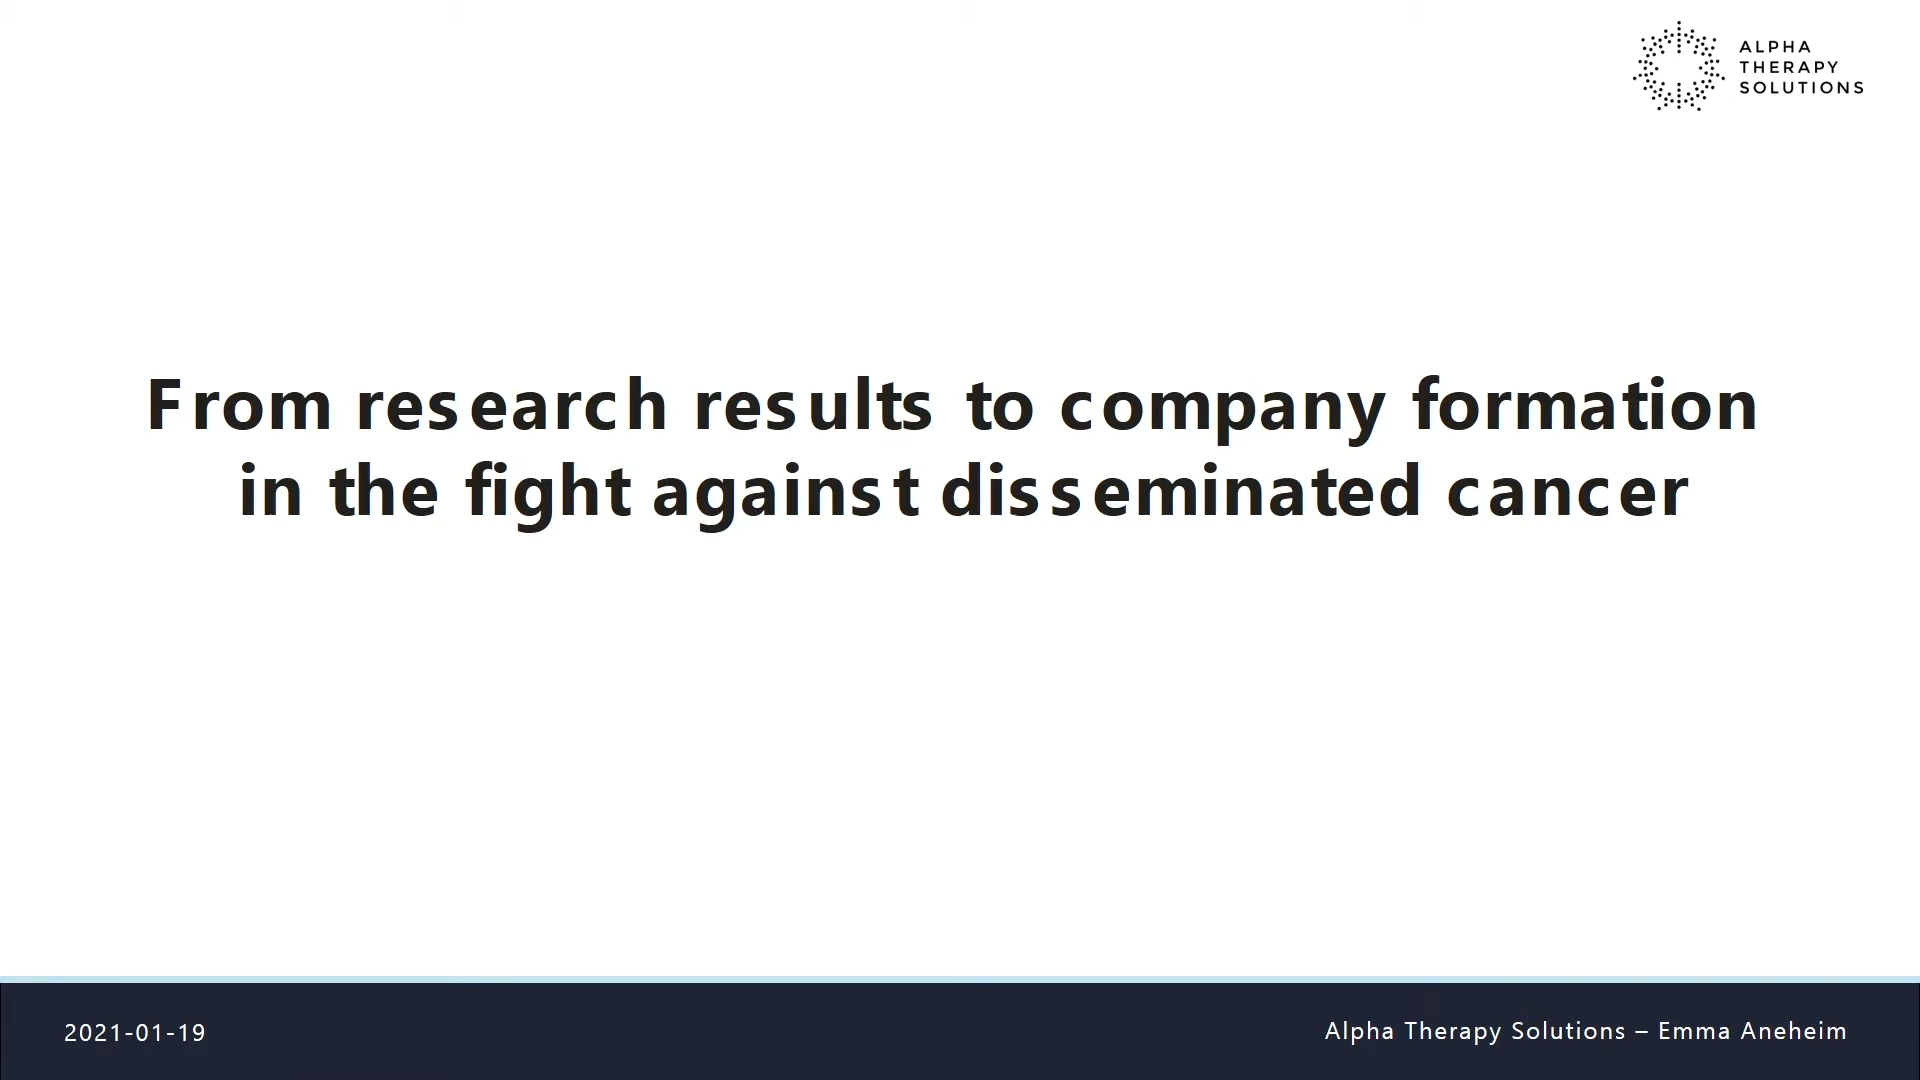 ALPHA
THERAPY
SOLUTIONS
From research results to company formation
in the fight against disseminated cancer
2021-01-19
Alpha Therapy Solutions – Emma Aneheim